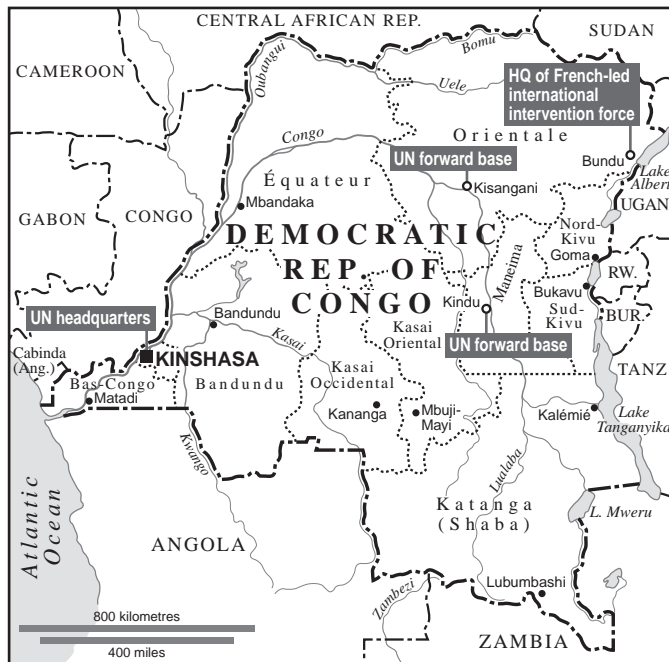 CENTRAL AFRICAN REP.
SUDAN
CAMEROON
Oubangui
Bomu
Uele
HQ of French-led
international
intervention force
Congo
Orientale
UN forward base
Bundu
Lake
Albert
Équateur
Kisangani
Mbandaka
UGAN
GABON
CONGO
Nord-
Kivu
Goma
DEMOCRATIC
REP. OF
CONGO
Maneima
RW.
Bukavu
Sud-
Kivu
BUR.
Kindu
UN headquarters
Bandundu
Kasai
Kasai
Oriental
UN forward base
Cabinda
(Ang.)
KINSHASA
TANZ
Bas-Congo
Bandundu
Kasai
Occidental
Matadi
Kananga
Mbuji-
Mayi
Kalémié
Lake
Tanganyika
Kwango
Lualaba
Katanga
(Shaba)
L. Mweru
Atlantic
Ocean
ANGOLA
Lubumbashi
Zambezi
800 kilometres
400 miles
ZAMBIA